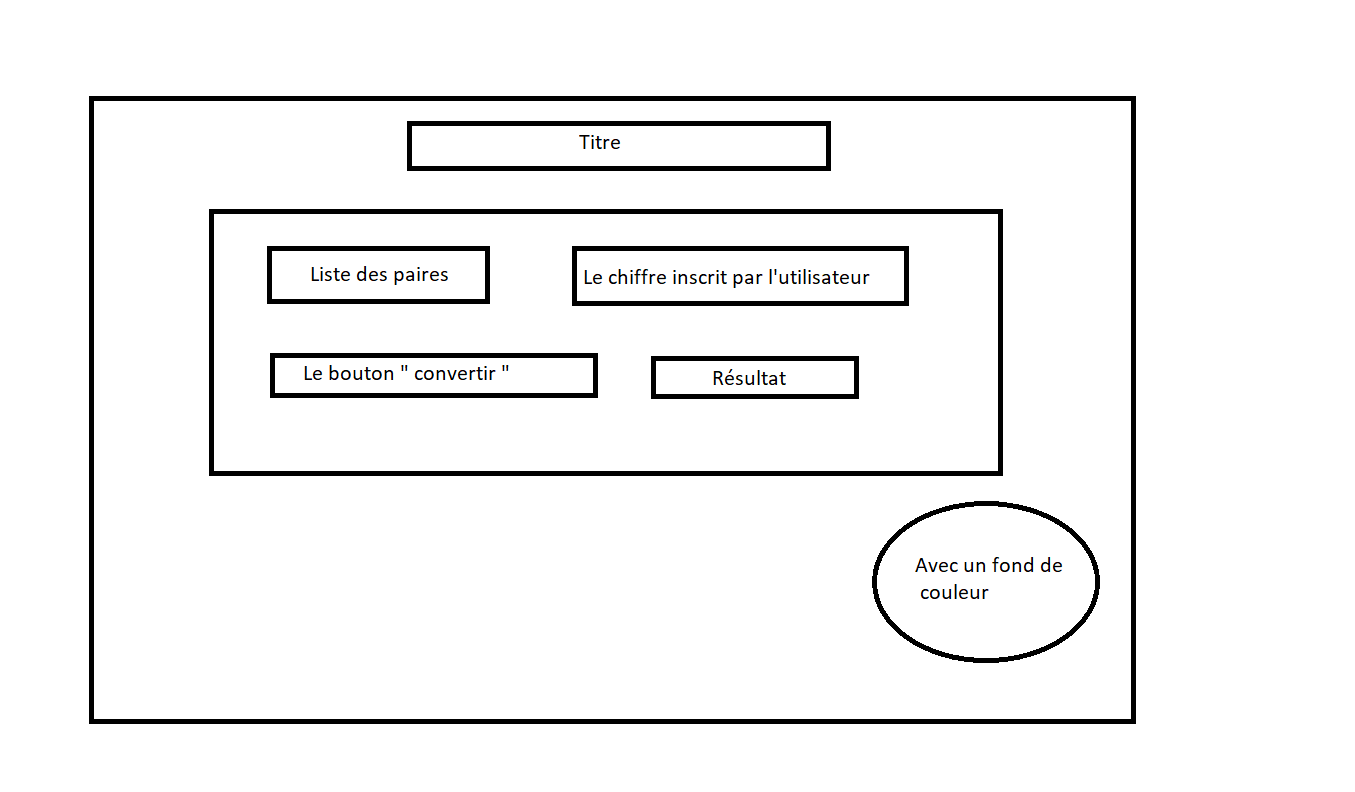 Titre
Liste des paires
Le chiffre inscrit par l'utilisateur
Le bouton " convertir "
Résultat
Avec un fond de
couleur